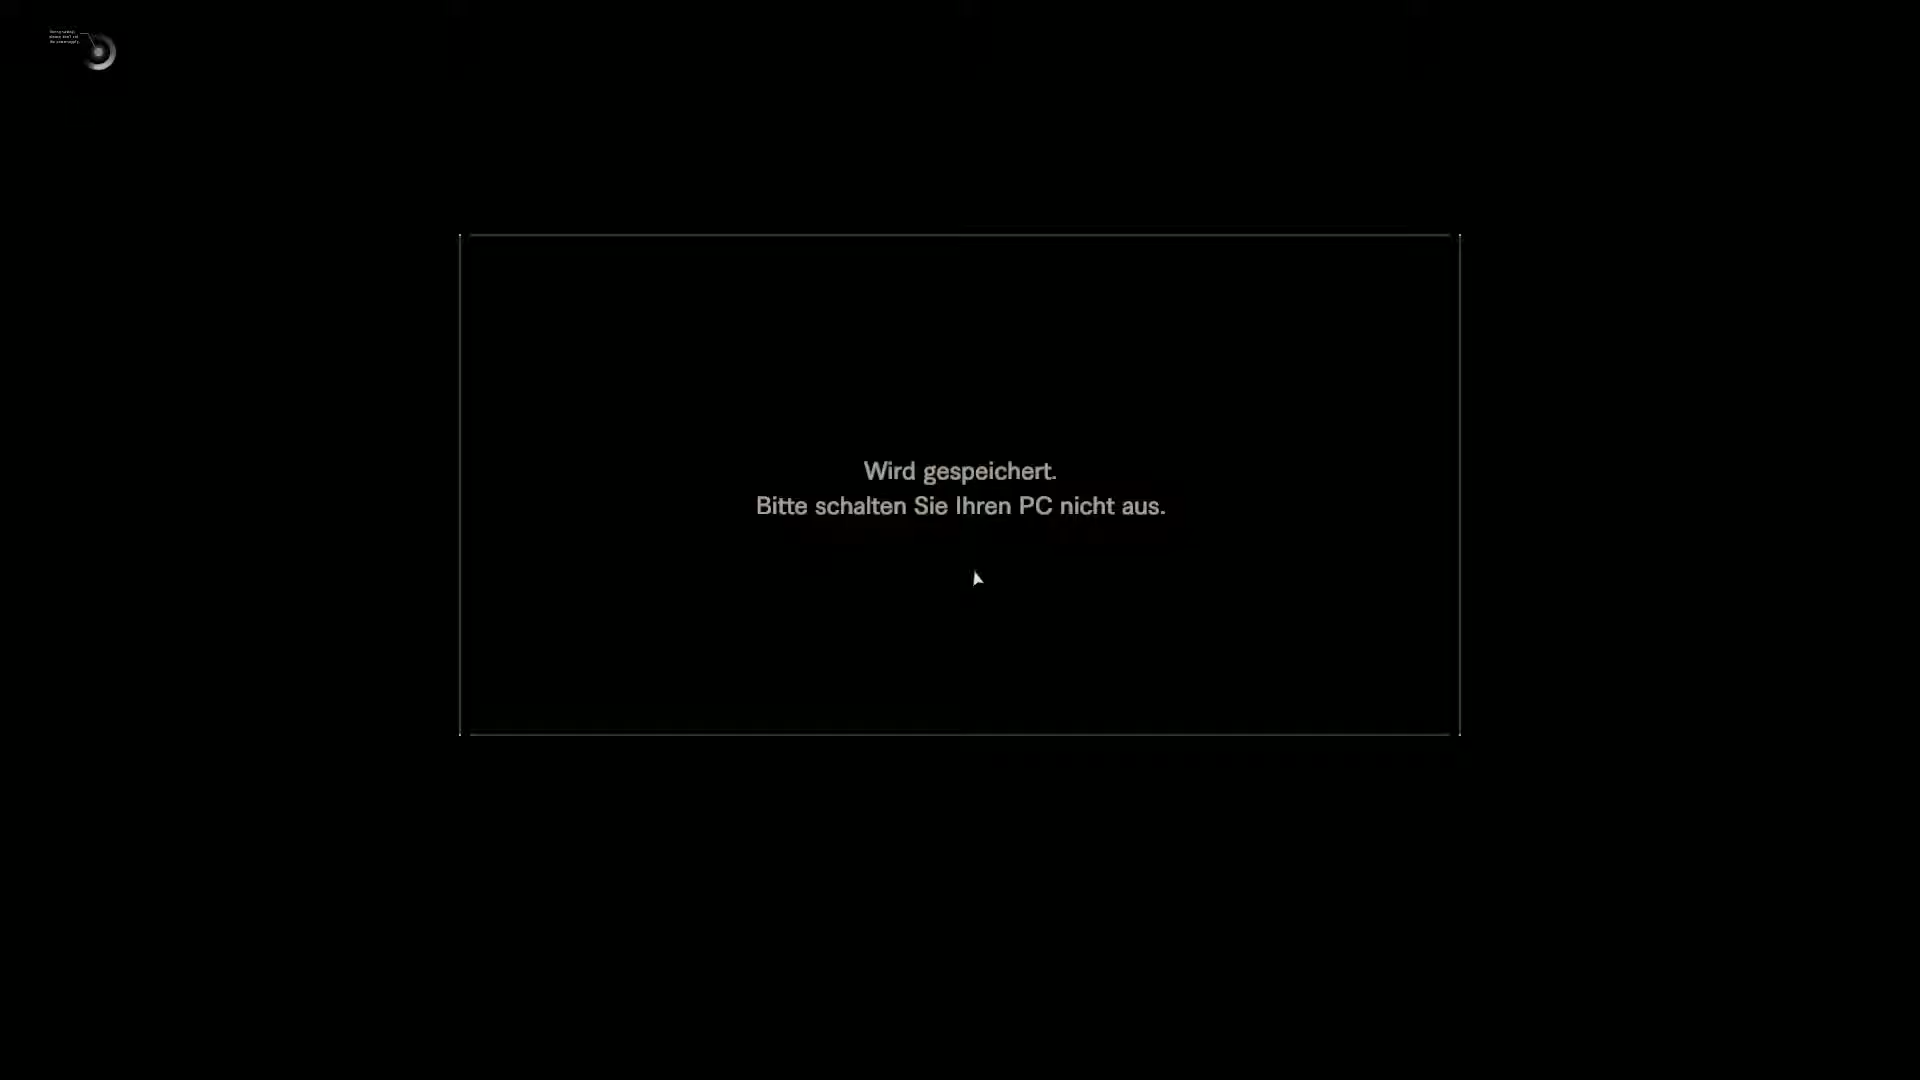 Wird gespeichert.
Bitte schalten Sie Ihren PC nicht aus.